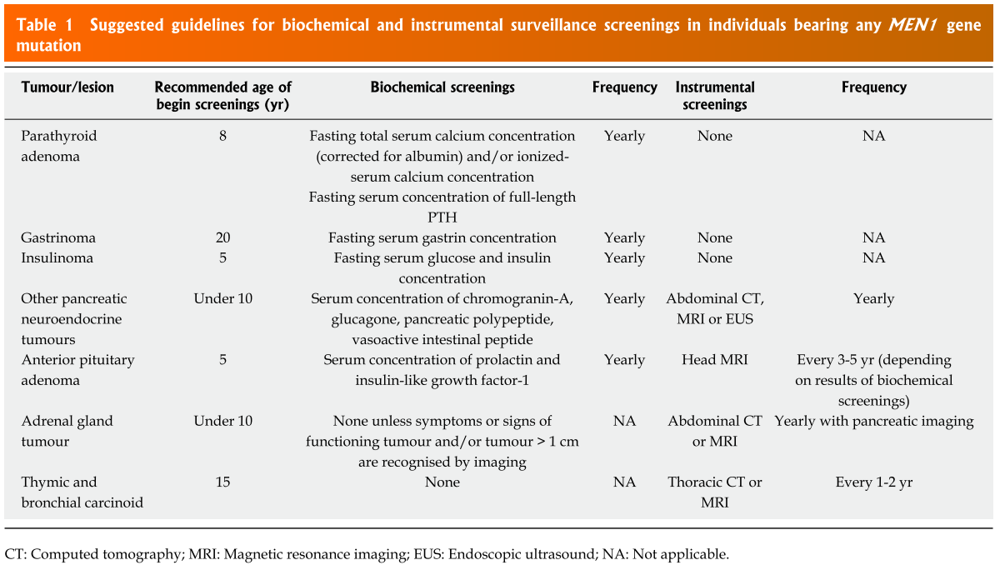 Table 1 Suggested guidelines for biochemical and instrumental surveillance screenings in individuals bearing any MEN1 gene
mutation
Tumour/lesion Recommended age of Biochemical screenings Frequency Instrumental Frequency
begin screenings (yr) screenings
Parathyroid 8 Fasting total serum calcium concentration Yearly None NA
adenoma (corrected for albumin) and/or ionized-
serum calcium concentration
Fasting serum concentration of full-length
PTH
Gastrinoma 20 Fasting serum gastrin concentration Yearly None NA
Insulinoma 5 Fasting serum glucose and insulin Yearly None NA
concentration
Other pancreatic Under 10 Serum concentration of chromogranin-A, Yearly Abdominal CT, Yearly
neuroendocrine glucagone, pancreatic polypeptide, MRI or EUS
tumours vasoactive intestinal peptide
Anterior pituitary 5 Serum concentration of prolactin and Yearly Head MRI Every 3-5 yr (depending
adenoma insulin-like growth factor-1 on results of biochemical
screenings)
Adrenal gland Under 10 None unless symptoms or signs of NA Abdominal CT Yearly with pancreatic imaging
tumour functioning tumour and/or tumour > 1 cm or MRI
are recognised by imaging
Thymic and 15 None NA Thoracic CT or Every 1-2 yr
bronchial carcinoid MRI
CT: Computed tomography; MRI: Magnetic resonance imaging; EUS: Endoscopic ultrasound; NA: Not applicable.